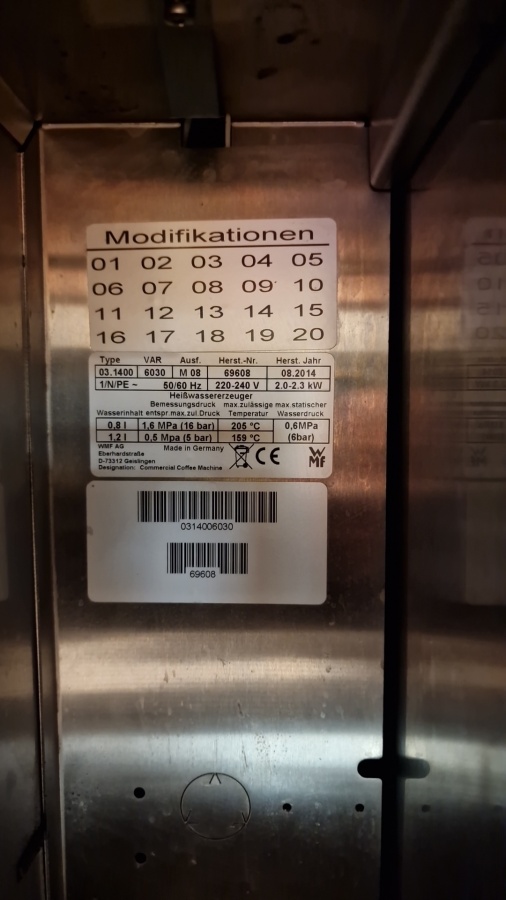 Modifikationen
01 02 03 04 05
06 07 08 09 10
11 12 13 14 15
16 17 18 19 20
Type VAR Ausf. Herst.-Nr. Herst. Jahr
03.1400 6030 M 08 69608 08.2014
1/N/PE ~ 50/60 Hz 220-240 V 2.0-2.3 kW
Heißwassererzeuger
Bemessungsdruck max.zulässige max.statischer
Wasserinhalt entspr.max.zul.Druck Temperatur Wasserdruck
0,8 l 1,6 MPa (16 bar) 205 °C 0,6MPa
1,2 l 0,5 Mpa (5 bar) 159 °C (6bar)
WMF AG Made in Germany
Eberhardstraße
D-73312 Geislingen
Designation: Commercial Coffee Machine
CE WMF
0314006030
69608